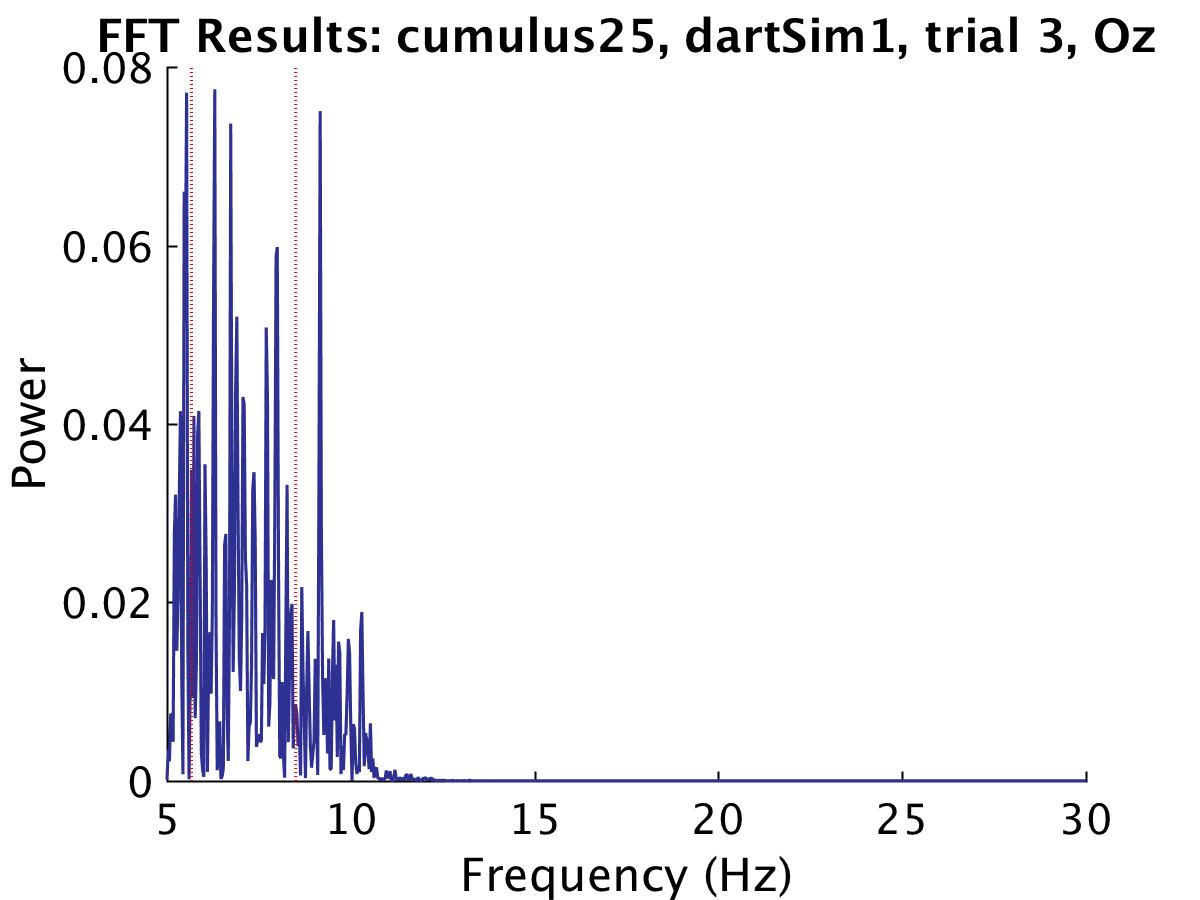 FFT Results: cumulus25, dartSim1, trial 3, Oz
0.08
0.06
0.04
0.02
0
Power
5 10 15 20 25 30
Frequency (Hz)